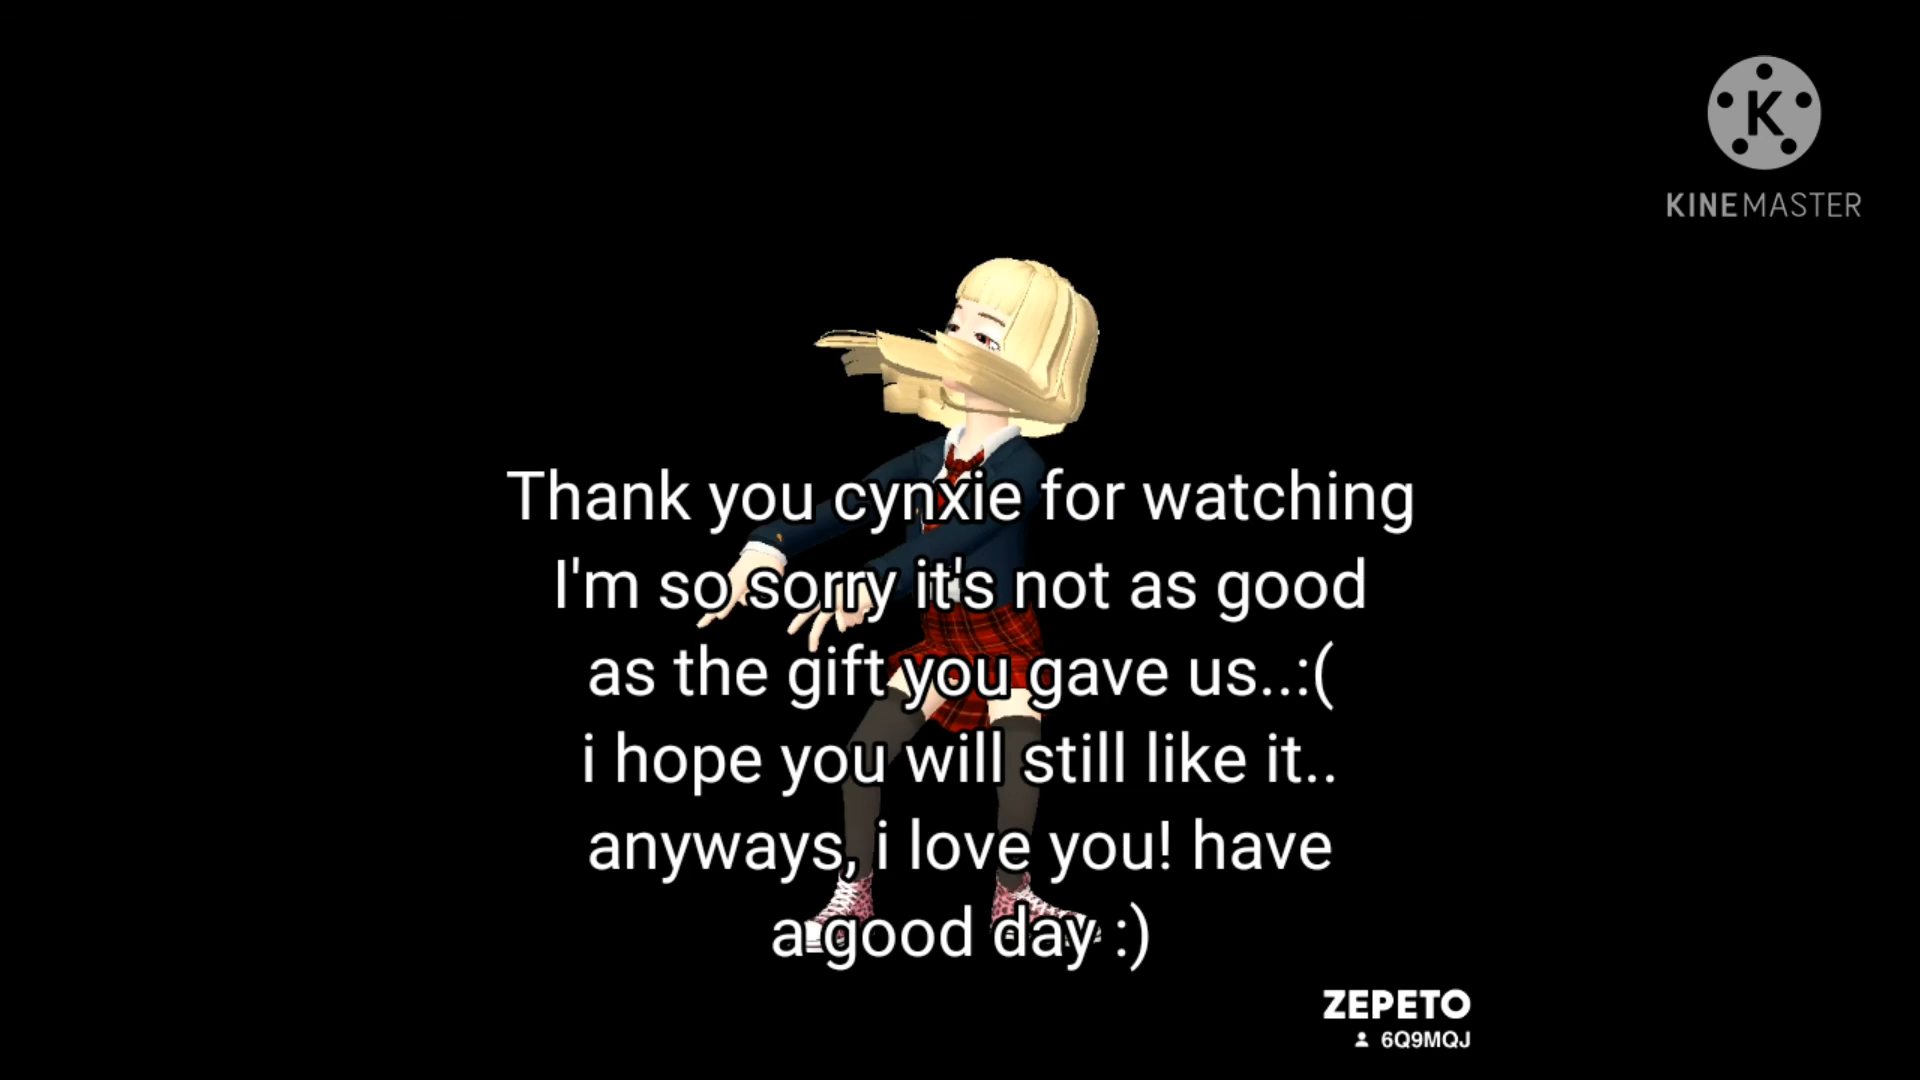 K
KINEMASTER
Thank you cynxie for watching
I'm so sorry it's not as good
as the gift you gave us..:(
i hope you will still like it..
anyways, i love you! have
a good day :)
ZEPETO
6Q9MQJ